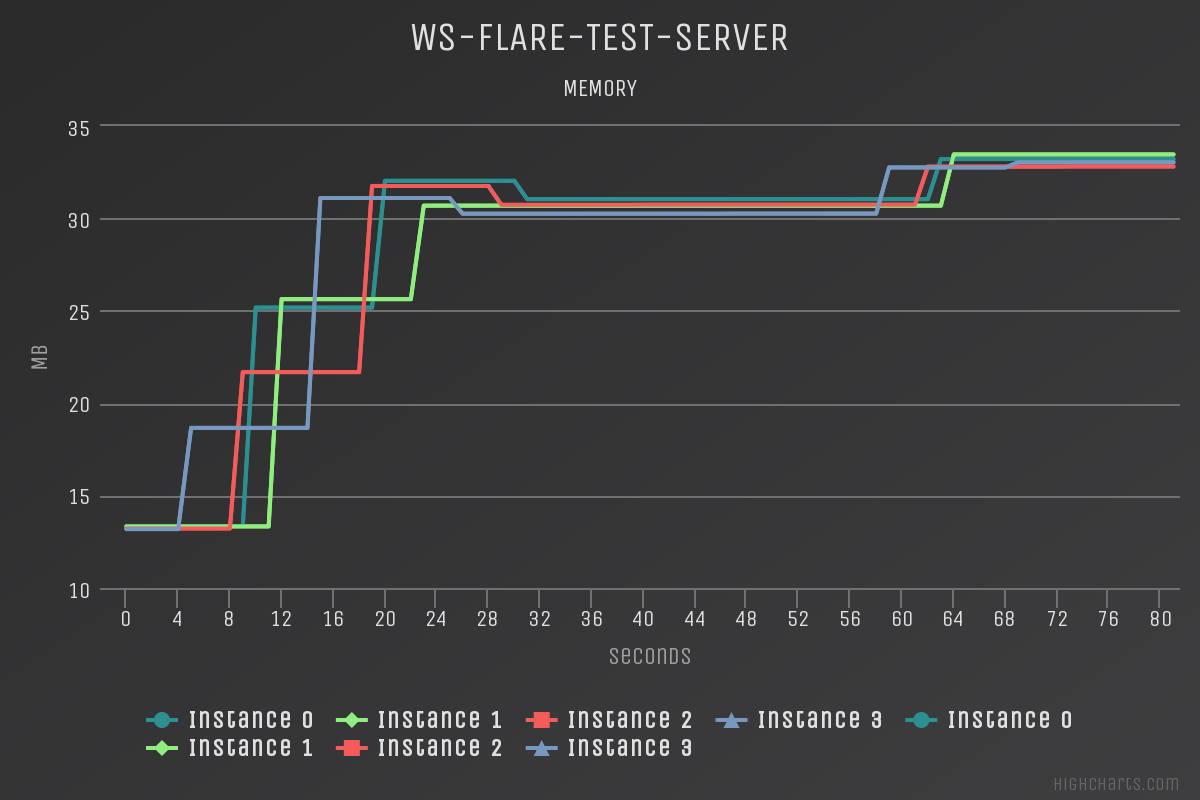 WS-FLARE-TEST-SERVER
MEMORY
35
30
25
20
15
10
MB
0 4 8 12 16 20 24 28 32 36 40 44 48 52 56 60 64 68 72 76 80
Seconds
Instance 0 Instance 1 Instance 2 Instance 3 Instance 0
Instance 1 Instance 2 Instance 3
Highcharts.com